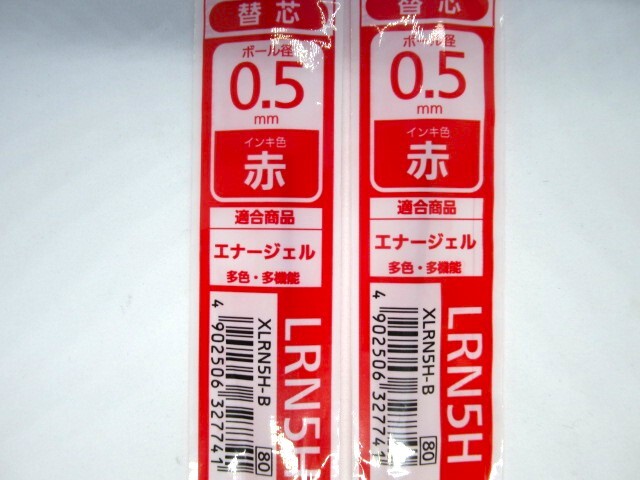 替芯
ボール径
0.5
mm
インキ色
赤
適合商品
エナージェル
多色・多機能
LRN5H
XLRN5H-B
4 902506 327741
80
替芯
ボール径
0.5
mm
インキ色
赤
適合商品
エナージェル
多色・多機能
LRN5H
XLRN5H-B
4 902506 327741
80